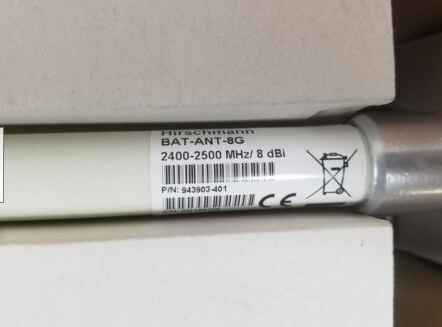 Hirschmann
BAT-ANT-8G
2400-2500 MHz/ 8 dBi
P/N: 943903-401
CE